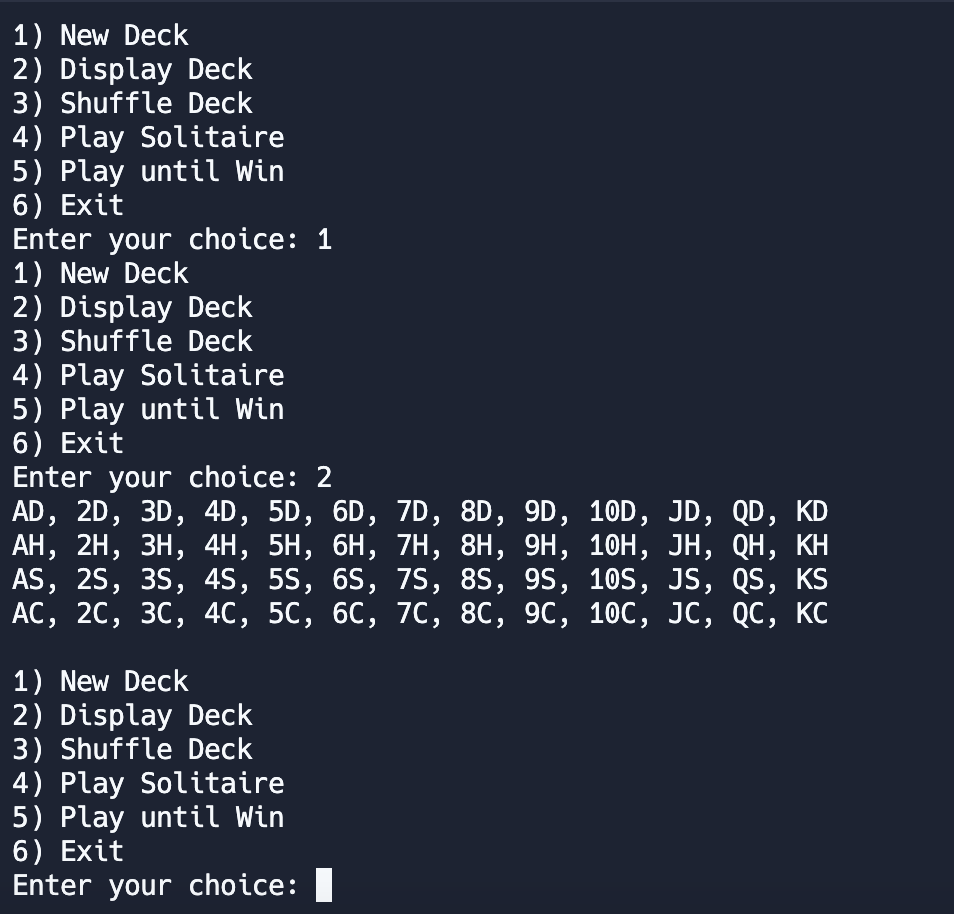 1) New Deck
2) Display Deck
3) Shuffle Deck
4) Play Solitaire
5) Play until Win
6) Exit
Enter your choice: 1
1) New Deck
2) Display Deck
3) Shuffle Deck
4) Play Solitaire
5) Play until Win
6) Exit
Enter your choice: 2
AD, 2D, 3D, 4D, 5D, 6D, 7D, 8D, 9D, 10D, JD, QD, KD
AH, 2H, 3H, 4H, 5H, 6H, 7H, 8H, 9H, 10H, JH, QH, KH
AS, 2S, 3S, 4S, 5S, 6S, 7S, 8S, 9S, 10S, JS, QS, KS
AC, 2C, 3C, 4C, 5C, 6C, 7C, 8C, 9C, 10C, JC, QC, KC

1) New Deck
2) Display Deck
3) Shuffle Deck
4) Play Solitaire
5) Play until Win
6) Exit
Enter your choice: